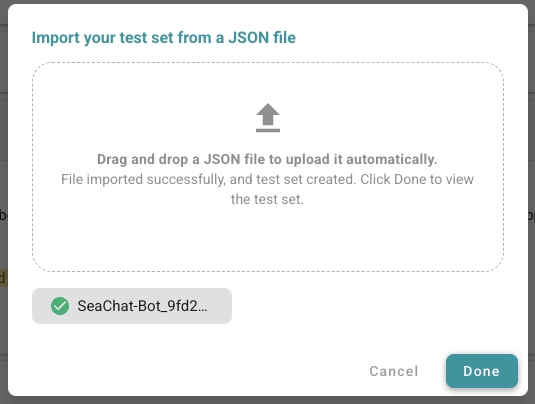 Import your test set from a JSON file
Drag and drop a JSON file to upload it automatically.
File imported successfully, and test set created. Click Done to view
the test set.
SeaChat-Bot_9fd2...
Cancel
Done